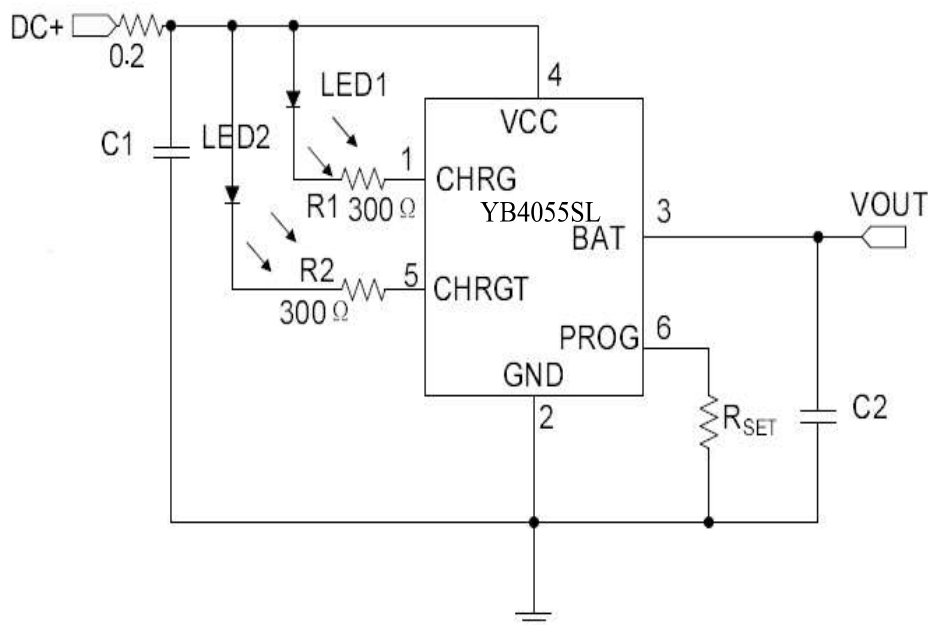 DC+
0.2
LED1
4
VCC
C1
LED2
1
CHRG
R1 300 Ω
YB4055SL
3
VOUT
BAT
R2
5
CHRGT
300 Ω
6
PROG
GND
2
RSET
C2